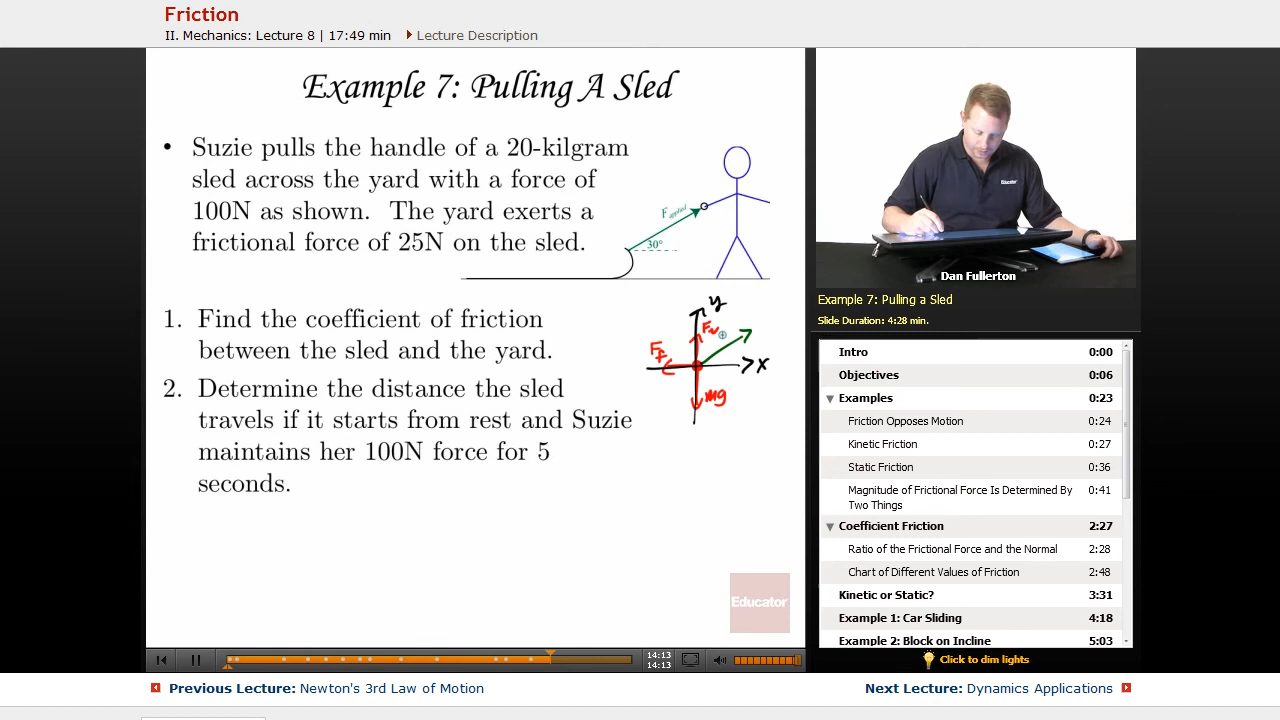 Friction
II. Mechanics: Lecture 8 | 17:49 min
Lecture Description
Example 7: Pulling A Sled
• Suzie pulls the handle of a 20-kilgram
sled across the yard with a force of
100N as shown. The yard exerts a
frictional force of 25N on the sled.
F applied
30°
1. Find the coefficient of friction
between the sled and the yard.
2. Determine the distance the sled
travels if it starts from rest and Suzie
maintains her 100N force for 5
seconds.
y
FN
Ff
x
mg
Educator
14:13
14:13
Educator
Dan Fullerton
Example 7: Pulling a Sled
Slide Duration: 4:28 min.
Intro 0:00
Objectives 0:06
Examples 0:23
Friction Opposes Motion 0:24
Kinetic Friction 0:27
Static Friction 0:36
Magnitude of Frictional Force Is Determined By
Two Things 0:41
Coefficient Friction 2:27
Ratio of the Frictional Force and the Normal 2:28
Chart of Different Values of Friction 2:48
Kinetic or Static? 3:31
Example 1: Car Sliding 4:18
Example 2: Block on Incline 5:03
Click to dim lights
Previous Lecture: Newton's 3rd Law of Motion
Next Lecture: Dynamics Applications